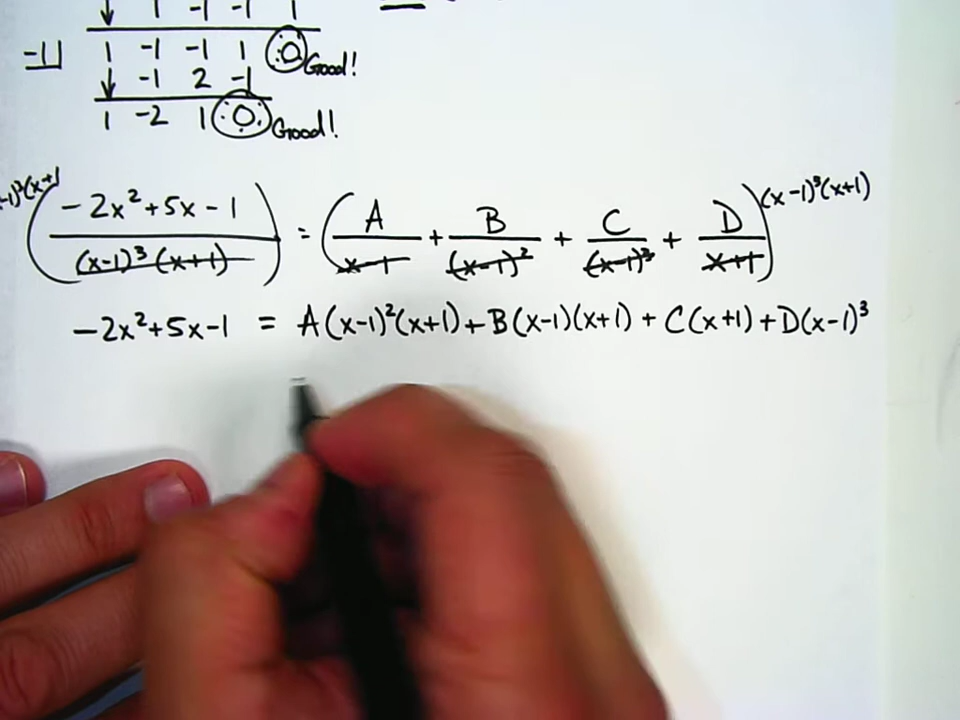 ↓ 1 -1 -1 1
-1| 1 -1 -1 1 0 Good!
↓ -1 2 -1
1 -2 1 0 Good!
-1)³(x+1 ( (-2x²+5x-1)/((x-1)³(x+1)) ) = ( A/(x-1) + B/(x-1)² + C/(x-1)³ + D/(x+1) ) (x-1)³(x+1)
-2x²+5x-1 = A(x-1)²(x+1)+B(x-1)(x+1)+C(x+1)+D(x-1)³